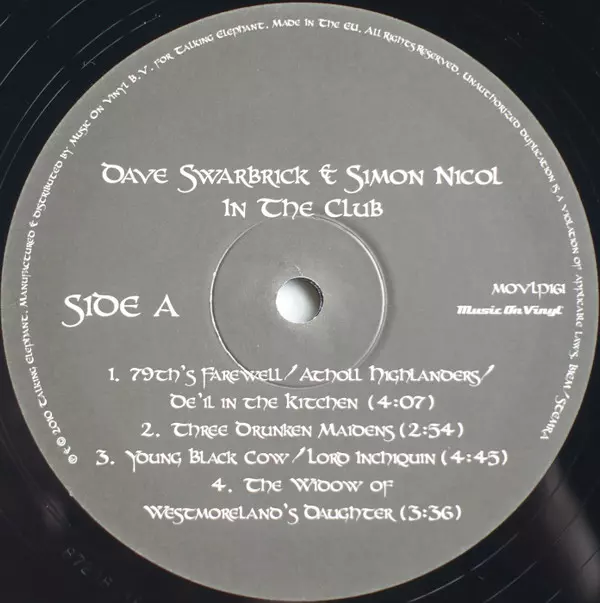 Manufactured & distributed by Music On Vinyl B.V. for Talking Elephant. Made in the EU. All Rights Reserved. Unauthorized duplication is a violation of applicable laws. BIEM/STEMRA
℗ © 2010 Talking Elephant.
Dave Swarbrick & Simon Nicol
In The Club
Side A
MOVLP161
Music On Vinyl
1. 79th's Farewell/Atholl Highlanders/
De'il in the Kitchen (4:07)
2. Three Drunken Maidens (2:54)
3. Young Black Cow/Lord Inchiquin (4:45)
4. The Widow of
Westmoreland's Daughter (3:36)